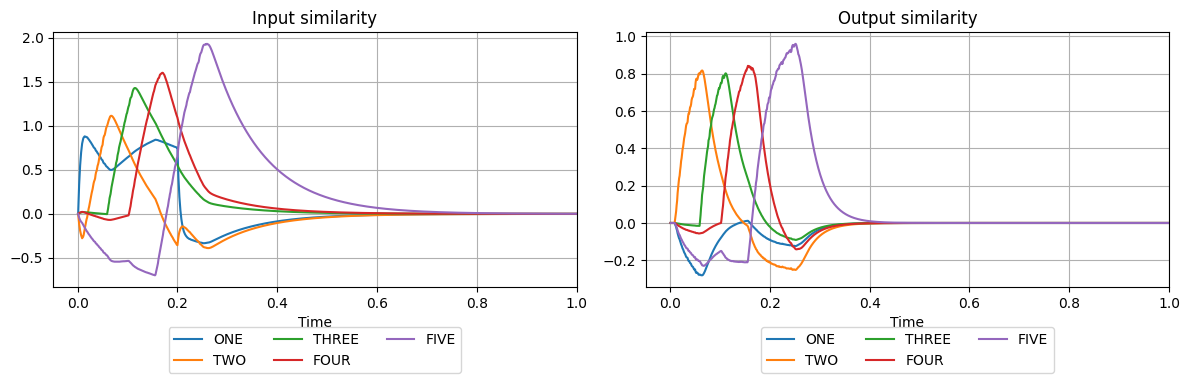 Input similarity
2.0
1.5
1.0
0.5
0.0
−0.5
0.0 0.2 0.4 0.6 0.8 1.0
Time
ONE THREE FIVE
TWO FOUR
Output similarity
1.0
0.8
0.6
0.4
0.2
0.0
−0.2
0.0 0.2 0.4 0.6 0.8 1.0
Time
ONE THREE FIVE
TWO FOUR